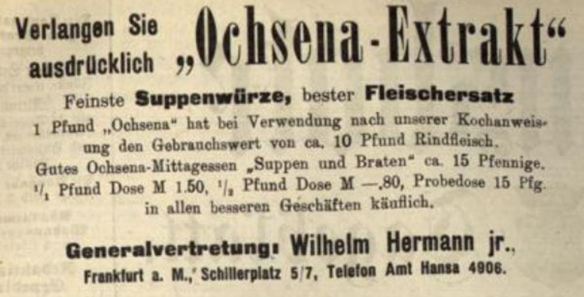 Verlangen Sie
ausdrücklich „Ochsena-Extrakt“
Feinste Suppenwürze, bester Fleischersatz
1 Pfund „Ochsena“ hat bei Verwendung nach unserer Kochanweis-
ung den Gebrauchswert von ca. 10 Pfund Rindfleisch.
Gutes Ochsena-Mittagessen „Suppen und Braten“ ca. 15 Pfennige.
1/1 Pfund Dose M 1.50, 1/2 Pfund Dose M —.80, Probedose 15 Pfg.
in allen besseren Geschäften käuflich.
Generalvertretung: Wilhelm Hermann jr.,
Frankfurt a. M., Schillerplatz 5/7, Telefon Amt Hansa 4906.